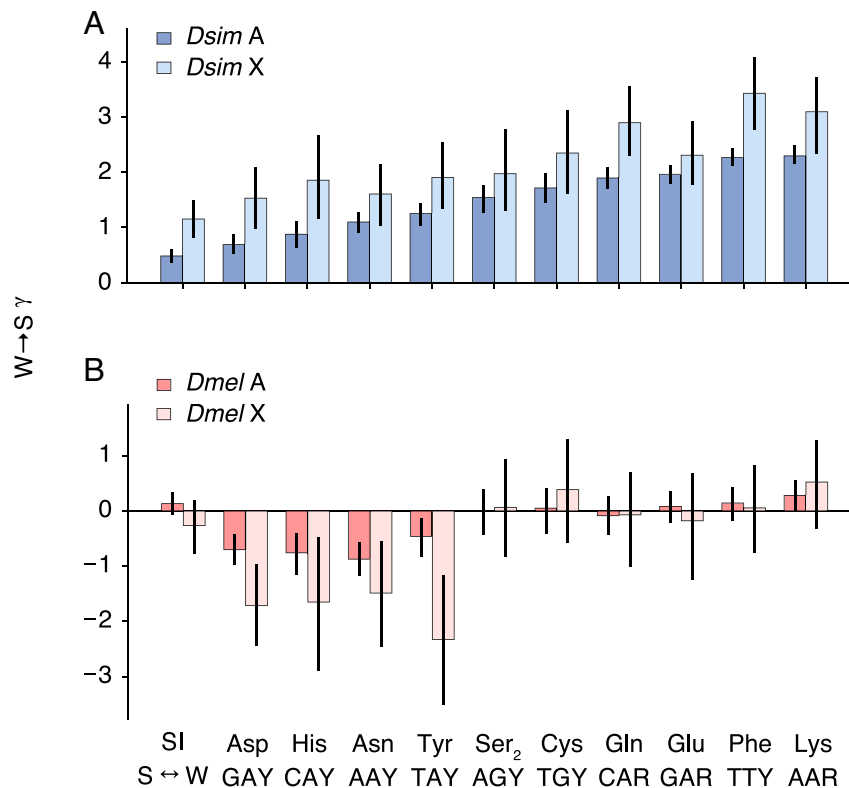 A
Dsim A
Dsim X
4
3
2
1
0
W→S γ
B
Dmel A
Dmel X
1
0
−1
−2
−3
SI Asp His Asn Tyr Ser2 Cys Gln Glu Phe Lys
S ↔ W GAY CAY AAY TAY AGY TGY CAR GAR TTY AAR